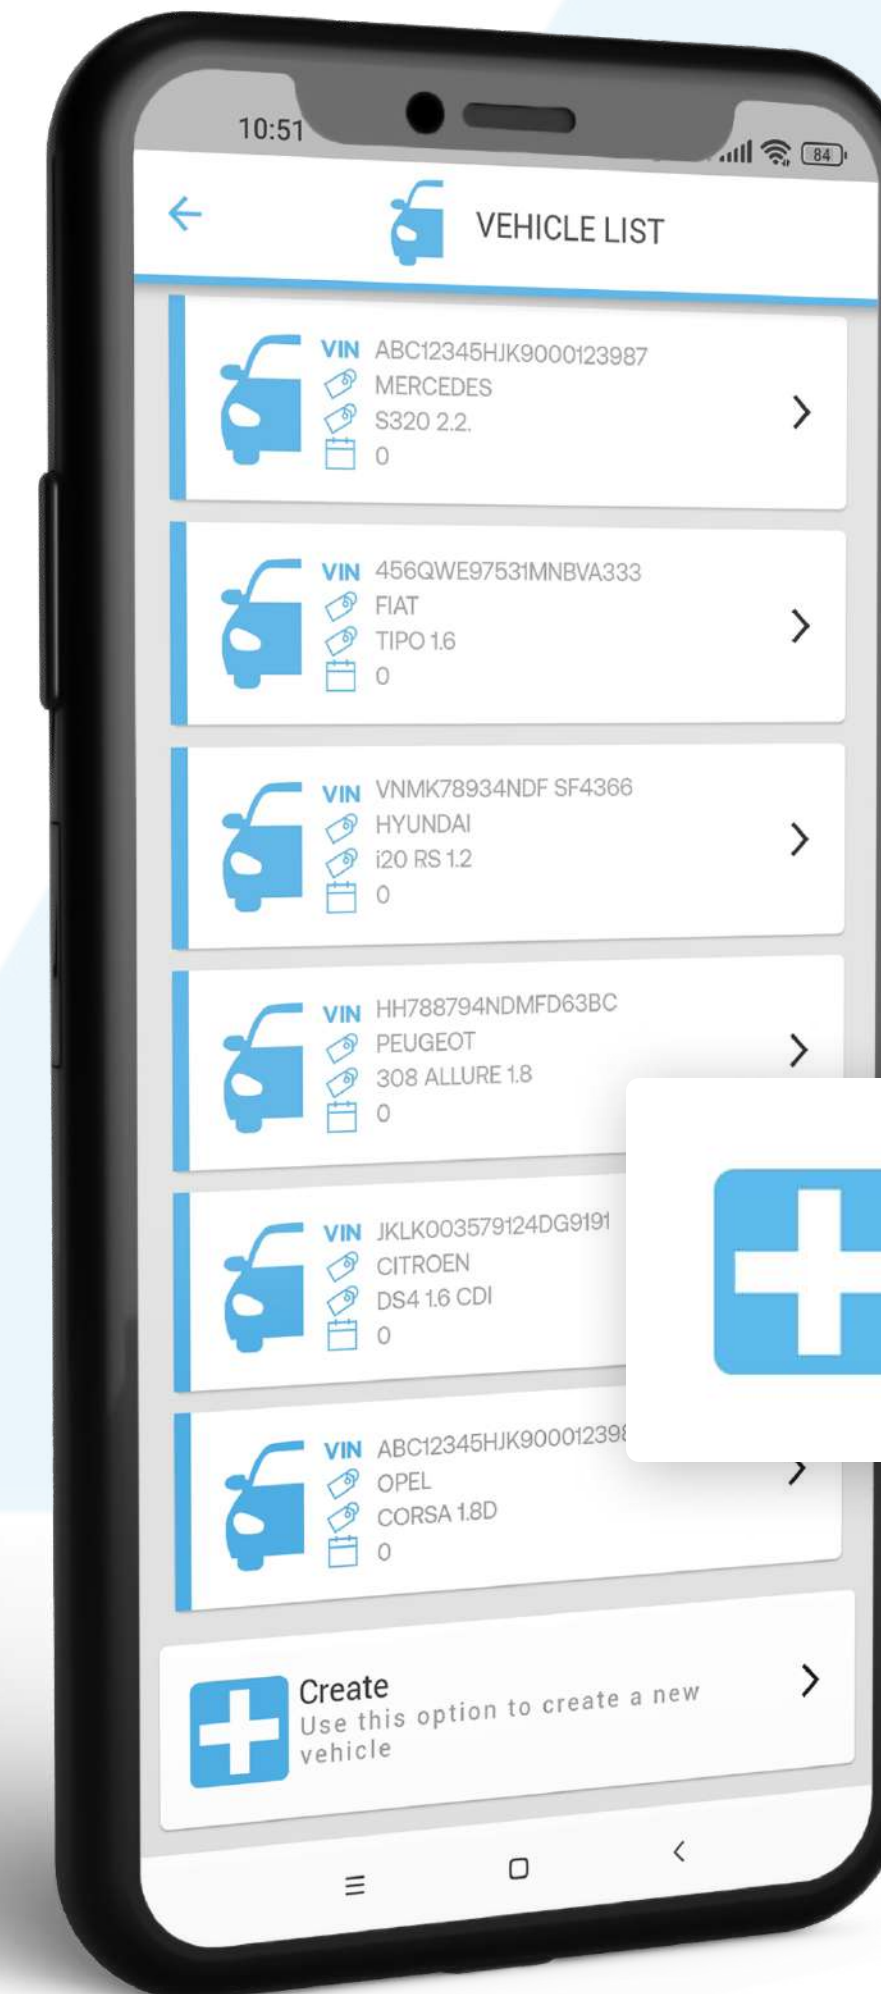 10:51
84
VEHICLE LIST
VIN ABC12345HJK9000123987
MERCEDES
S320 2.2.
0
VIN 456QWE97531MNBVA333
FIAT
TIPO 1.6
0
VIN VNMK78934NDF SF4366
HYUNDAI
i20 RS 1.2
0
VIN HH788794NDMFD63BC
PEUGEOT
308 ALLURE 1.8
0
VIN JKLK003579124DG9191
CITROEN
DS4 1.6 CDI
0
VIN
OPEL
CORSA 1.8D
0
Create
Use this option to create a new
vehicle